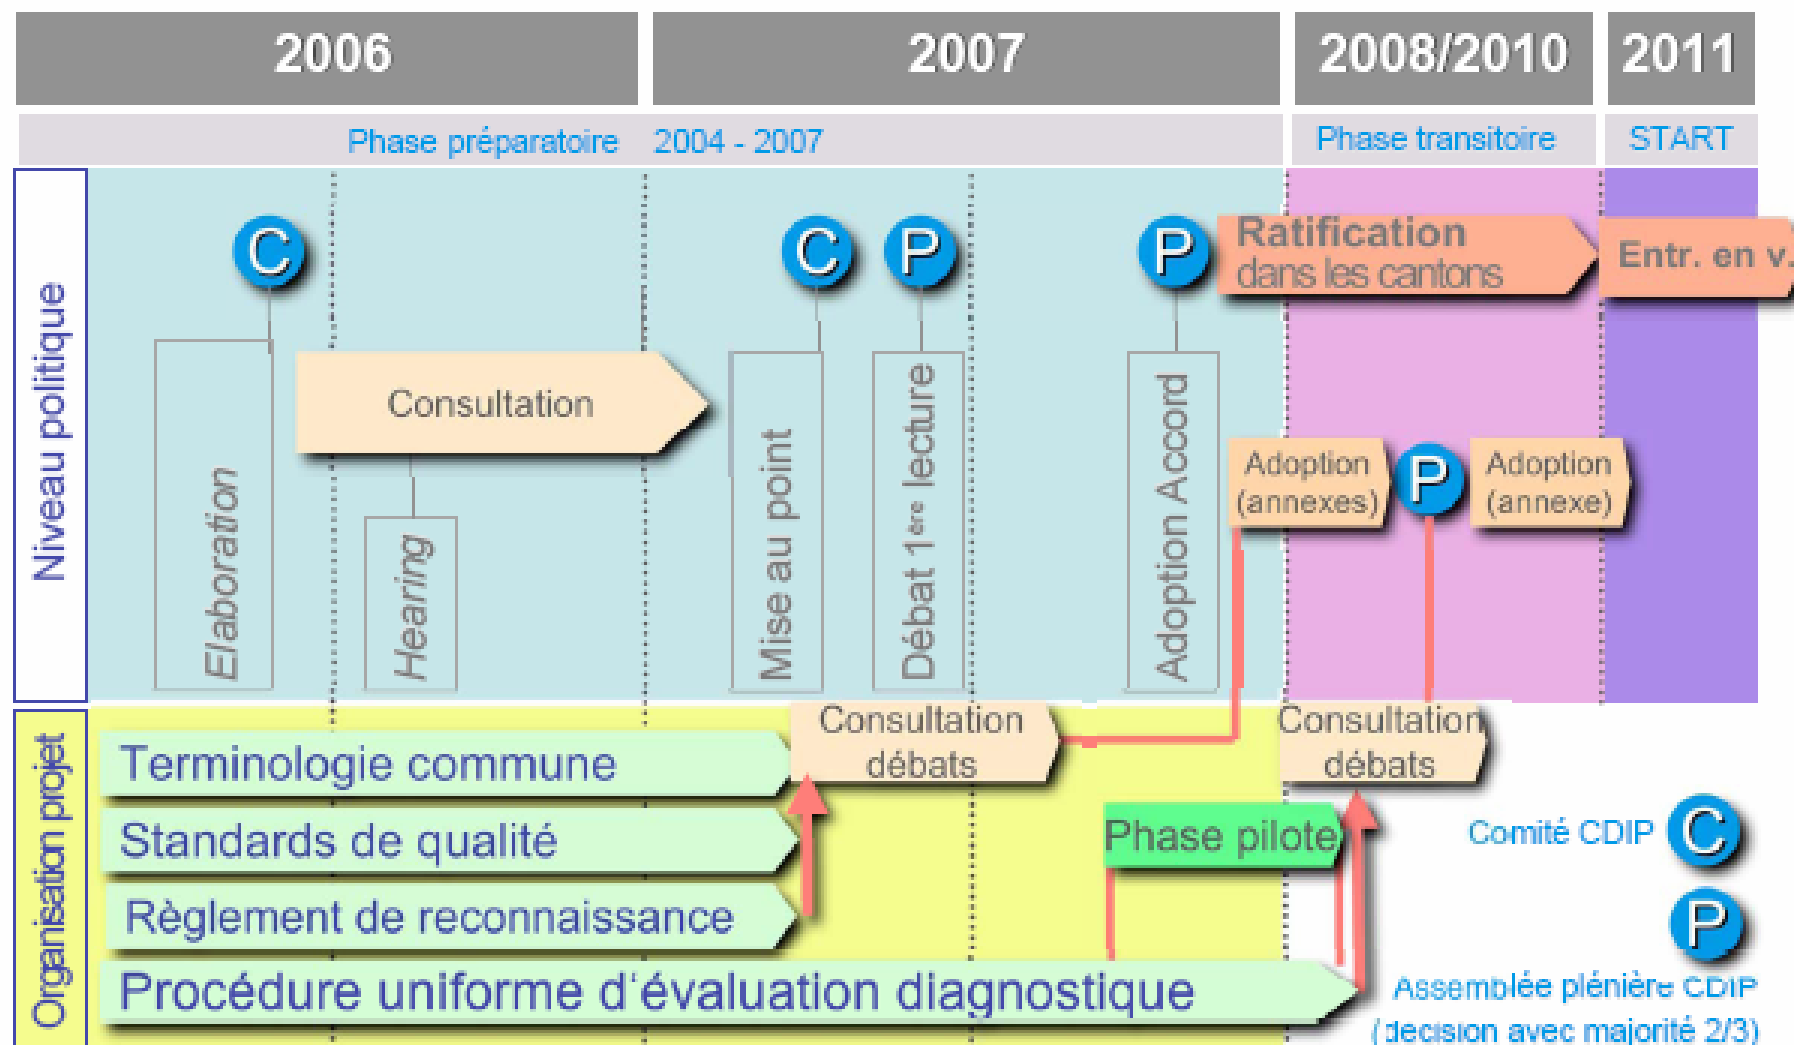 2006
2007
2008/2010
2011
Phase préparatoire 2004 - 2007
Phase transitoire
START
Niveau politique
C
C
P
P
Ratification
dans les cantons
Entr. en v.
Elaboration
Consultation
Hearing
Mise au point
Débat 1ère lecture
Adoption Accord
Adoption
(annexes)
P
Adoption
(annexe)
Organisation projet
Terminologie commune
Consultation
débats
Consultation
débats
Standards de qualité
Phase pilote
Comité CDIP
C
Règlement de reconnaissance
P
Procédure uniforme d'évaluation diagnostique
Assemblée plénière CDIP
(decision avec majorité 2/3)